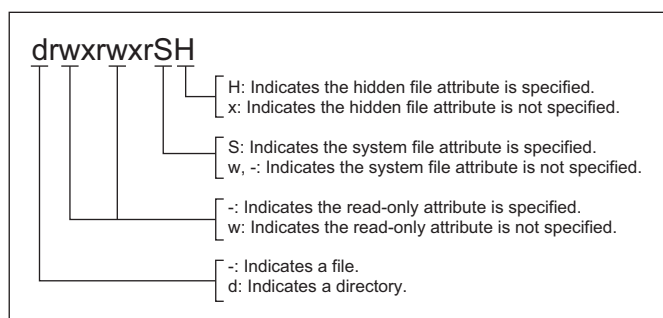 drwxrwxrSH
H: Indicates the hidden file attribute is specified.
x: Indicates the hidden file attribute is not specified.
S: Indicates the system file attribute is specified.
w, -: Indicates the system file attribute is not specified.
-: Indicates the read-only attribute is specified.
w: Indicates the read-only attribute is not specified.
-: Indicates a file.
d: Indicates a directory.